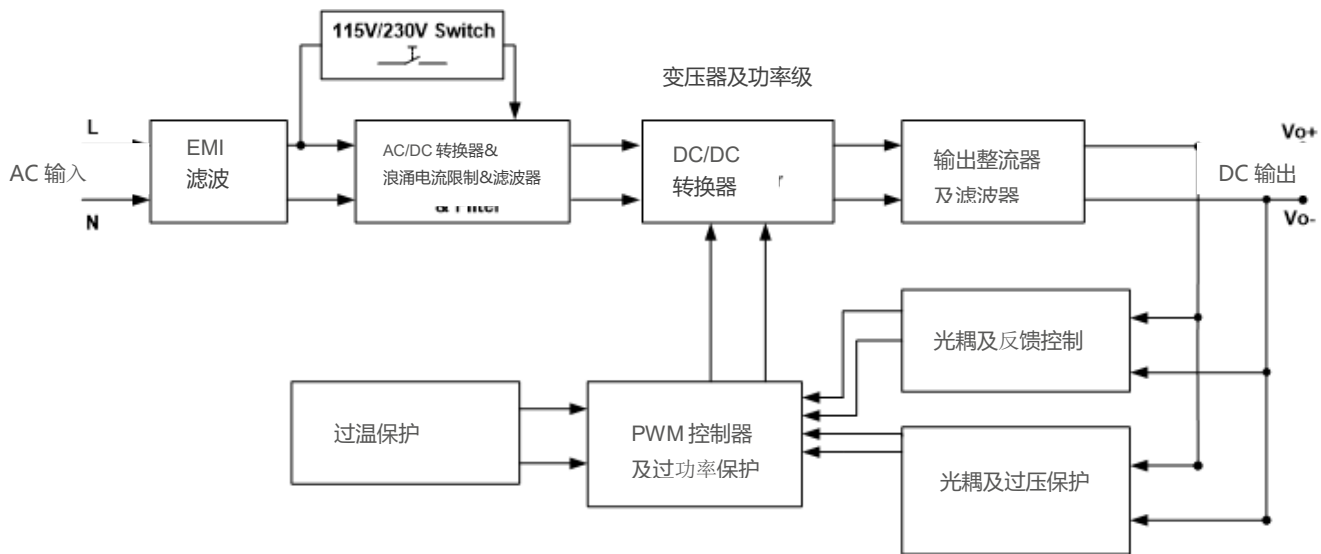 115V/230V Switch
变压器及功率级
L
AC 输入
N
EMI
滤波
AC/DC 转换器&
浪涌电流限制&滤波器
& Filter
DC/DC
转换器
输出整流器
及滤波器
Vo+
DC 输出
Vo-
光耦及反馈控制
过温保护
PWM 控制器
及过功率保护
光耦及过压保护